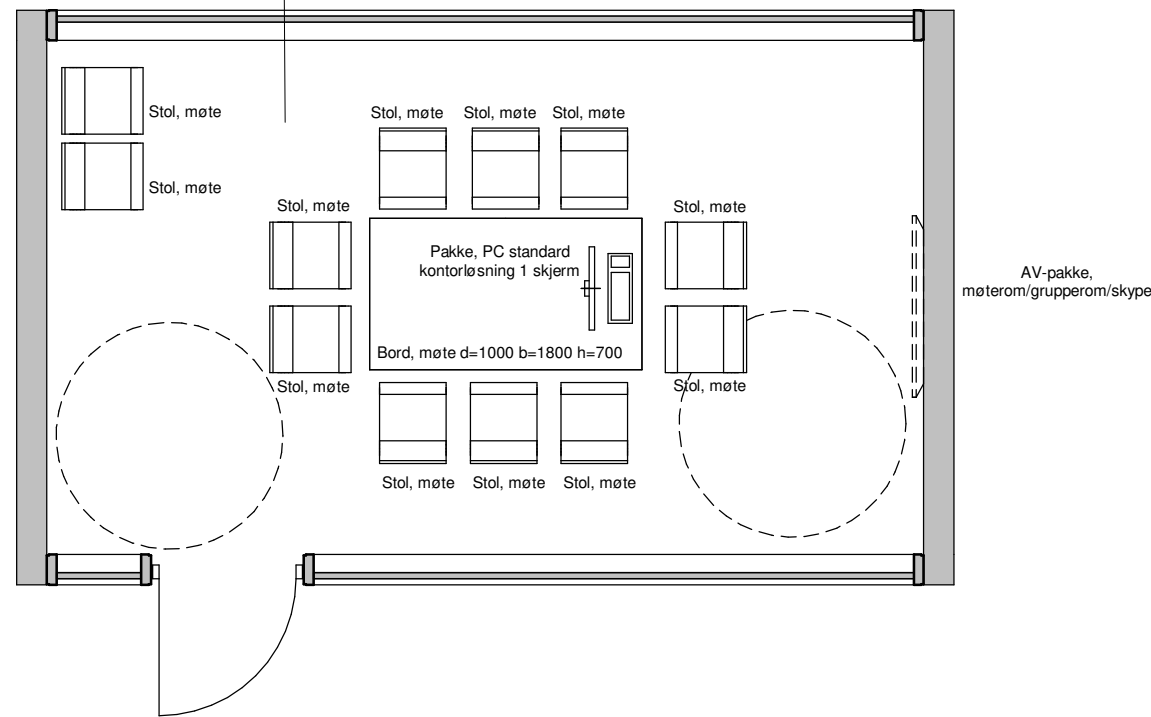 Stol, møte
Stol, møte
Stol, møte
Stol, møte
Stol, møte
Stol, møte
Stol, møte
Pakke, PC standard
kontorløsning 1 skjerm
Bord, møte d=1000 b=1800 h=700
Stol, møte
Stol, møte
Stol, møte
Stol, møte
Stol, møte
Stol, møte
AV-pakke,
møterom/grupperom/skype